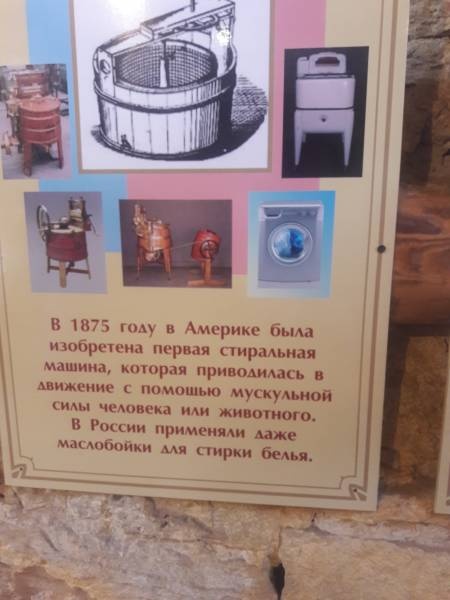 В 1875 году в Америке была
изобретена первая стиральная
машина, которая приводилась в
движение с помощью мускульной
силы человека или животного.
В России применяли даже
маслобойки для стирки белья.